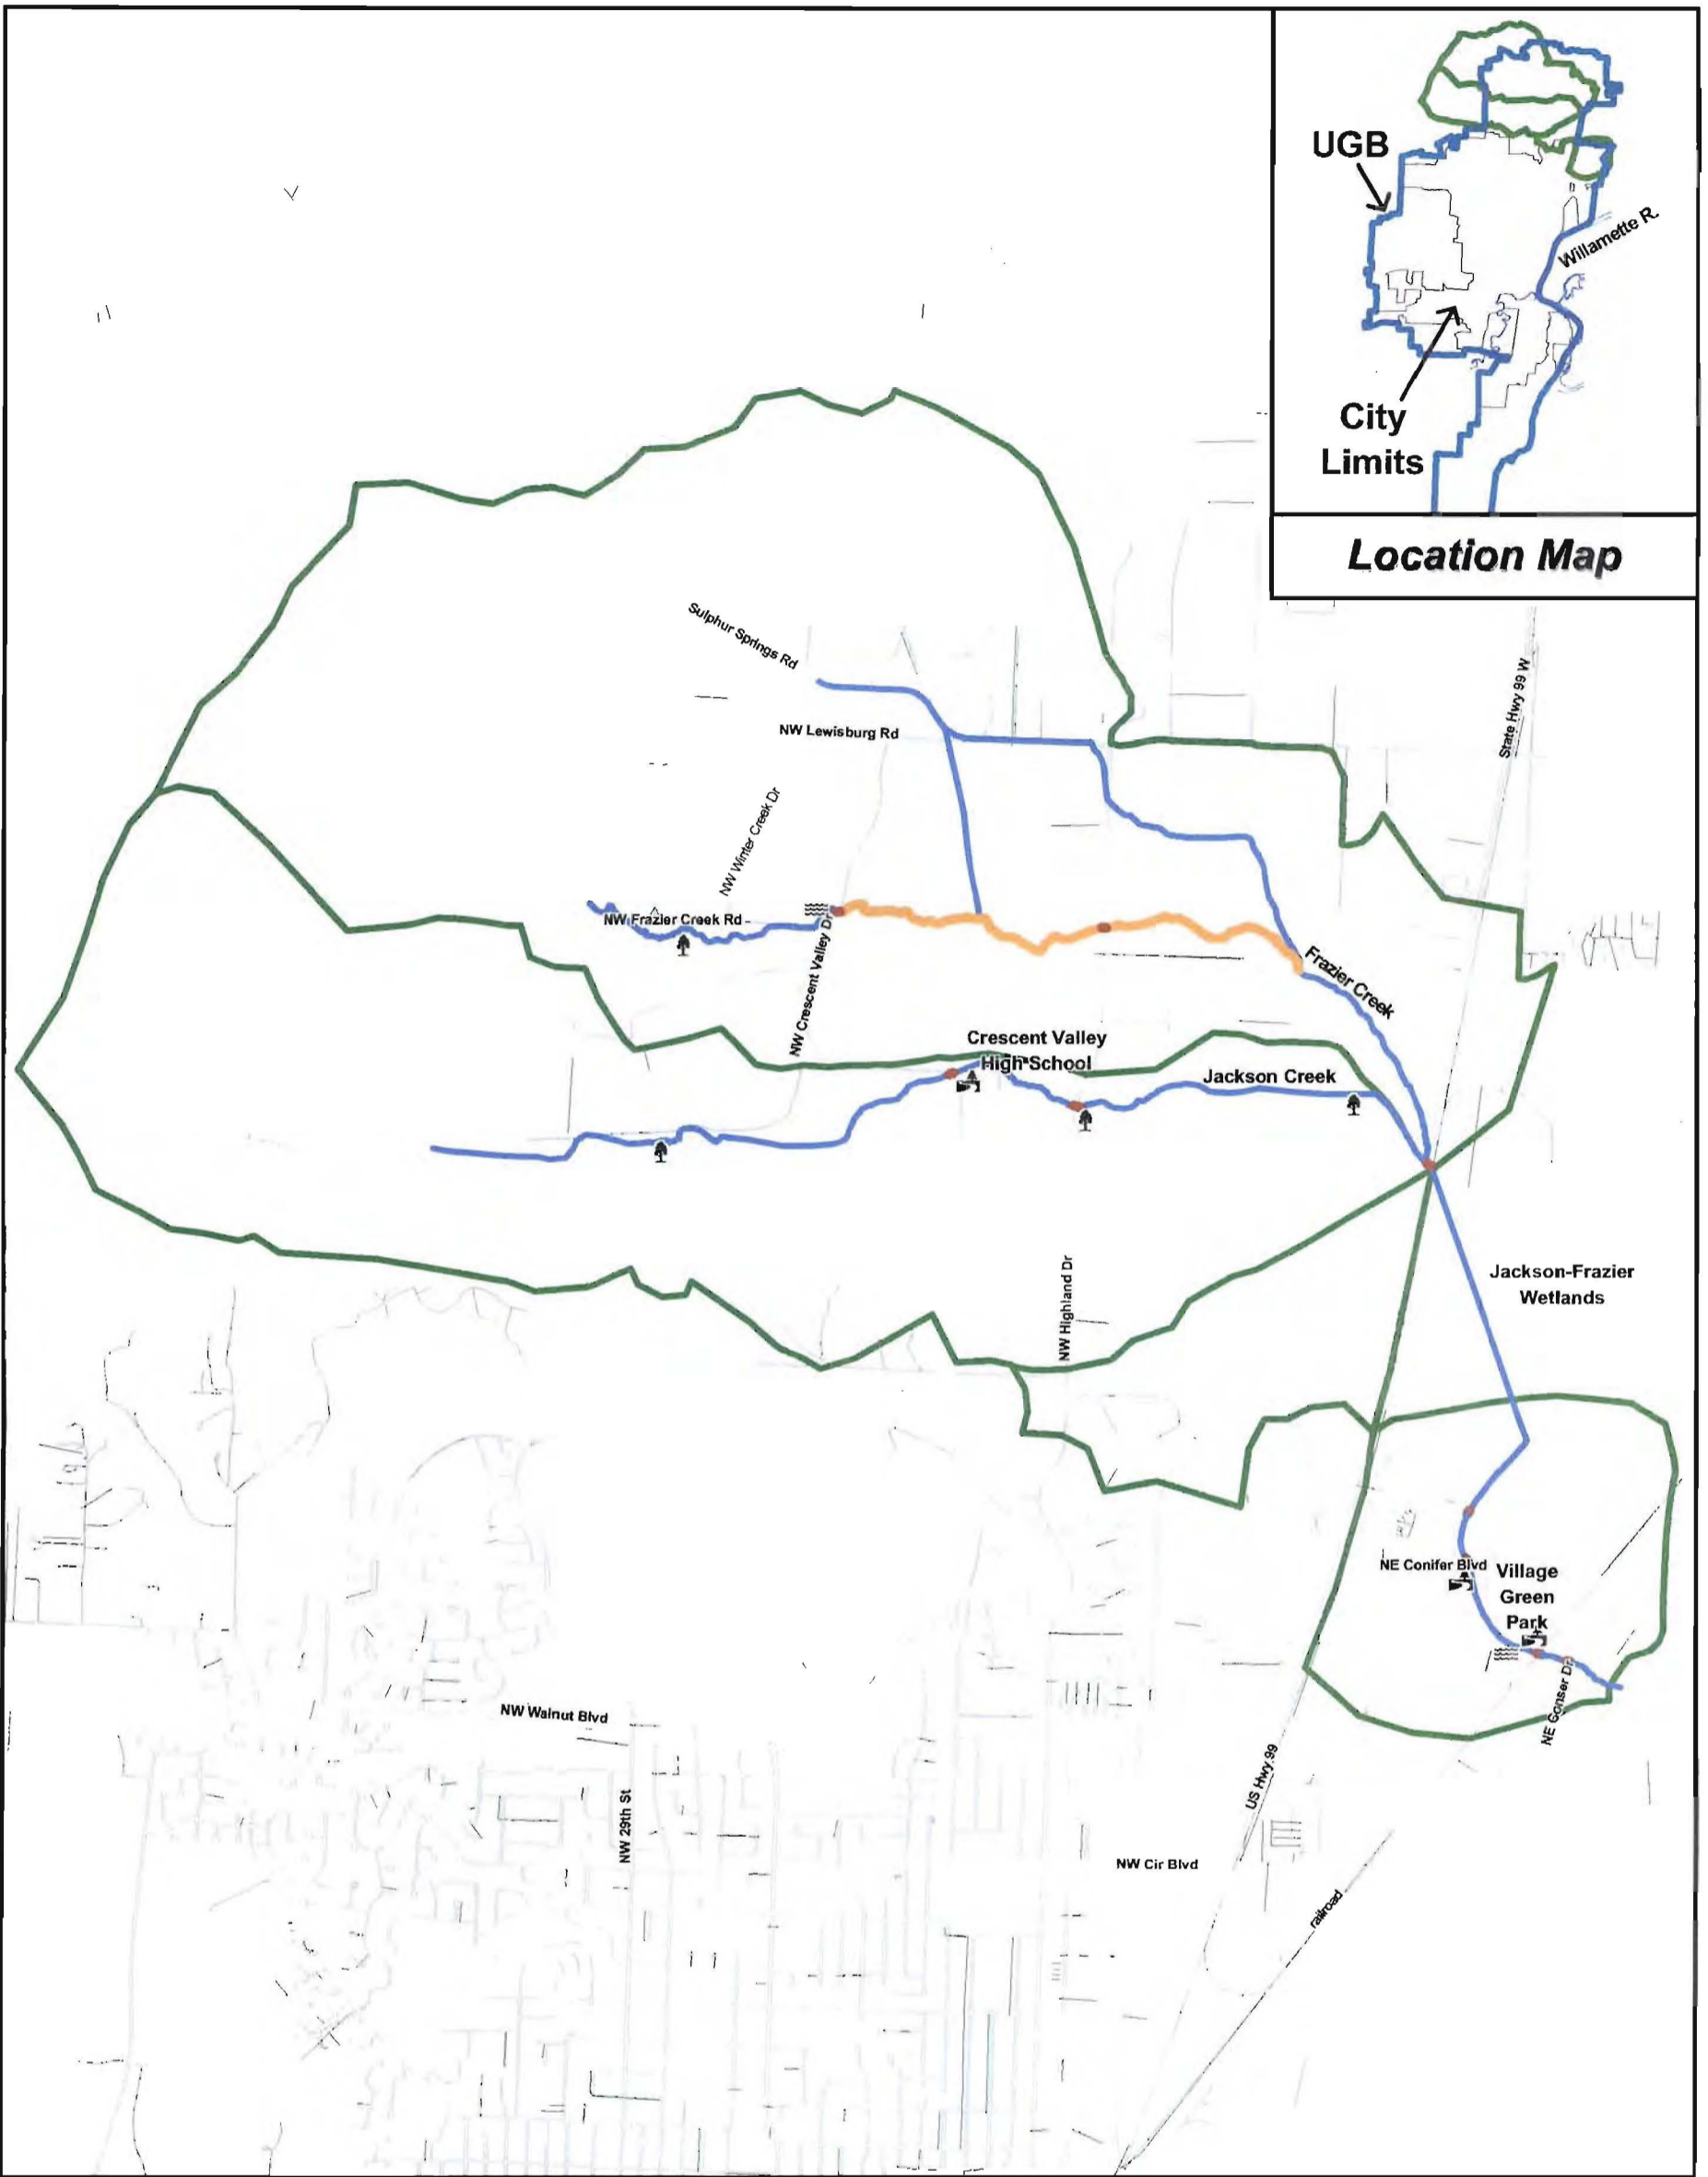 UGB
Willamette R.
City
Limits
Location Map
Sulphur Springs Rd
State Hwy 99 W
NW Lewisburg Rd
NW Winter Creek Dr
NW Frazier Creek Rd
NW Crescent Valley Dr
Frazier Creek
Crescent Valley
High School
Jackson Creek
Jackson-Frazier
Wetlands
NW Highland Dr
NE Conifer Blvd
Village
Green
Park
NE Conser Dr
NW Walnut Blvd
US Hwy 99
NW 29th St
NW Cir Blvd
railroad